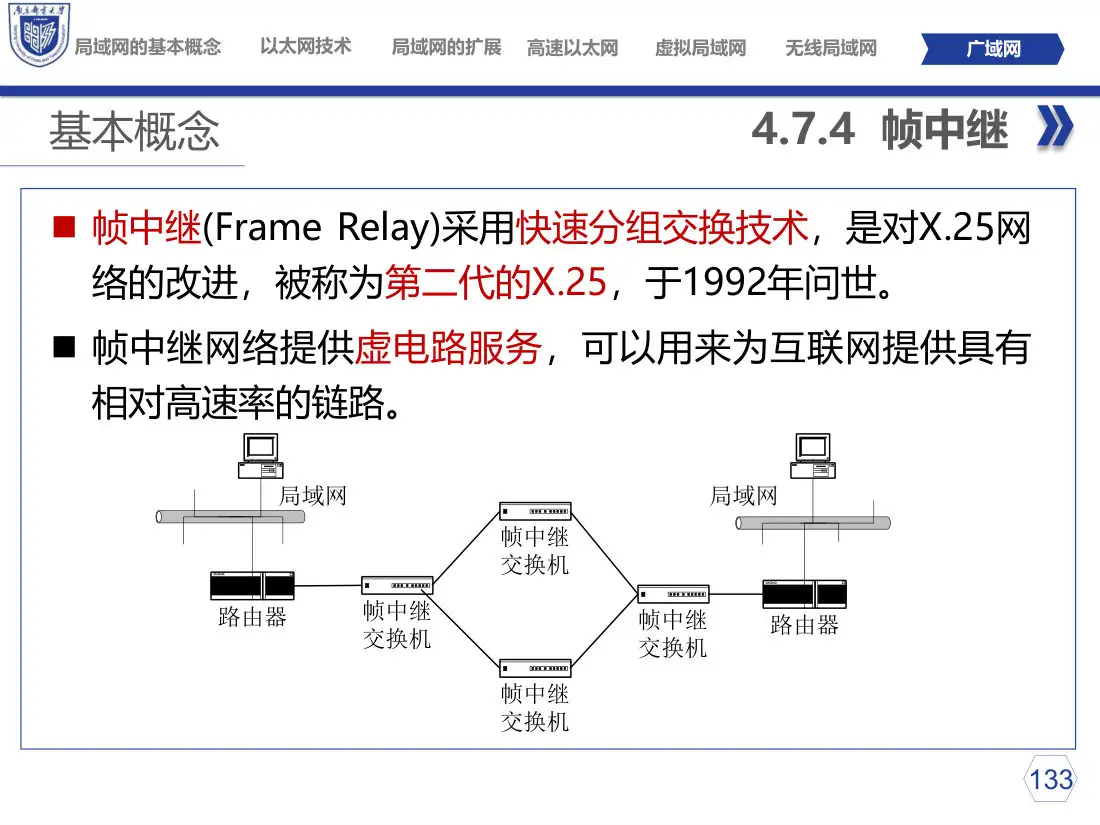 南京邮电大学
局域网的基本概念 以太网技术 局域网的扩展 高速以太网 虚拟局域网 无线局域网 广域网
基本概念
4.7.4 帧中继
帧中继(Frame Relay)采用快速分组交换技术，是对X.25网
络的改进，被称为第二代的X.25，于1992年问世。
帧中继网络提供虚电路服务，可以用来为互联网提供具有
相对高速率的链路。
局域网
局域网
帧中继
交换机
路由器
帧中继
交换机
帧中继
交换机
路由器
帧中继
交换机
133